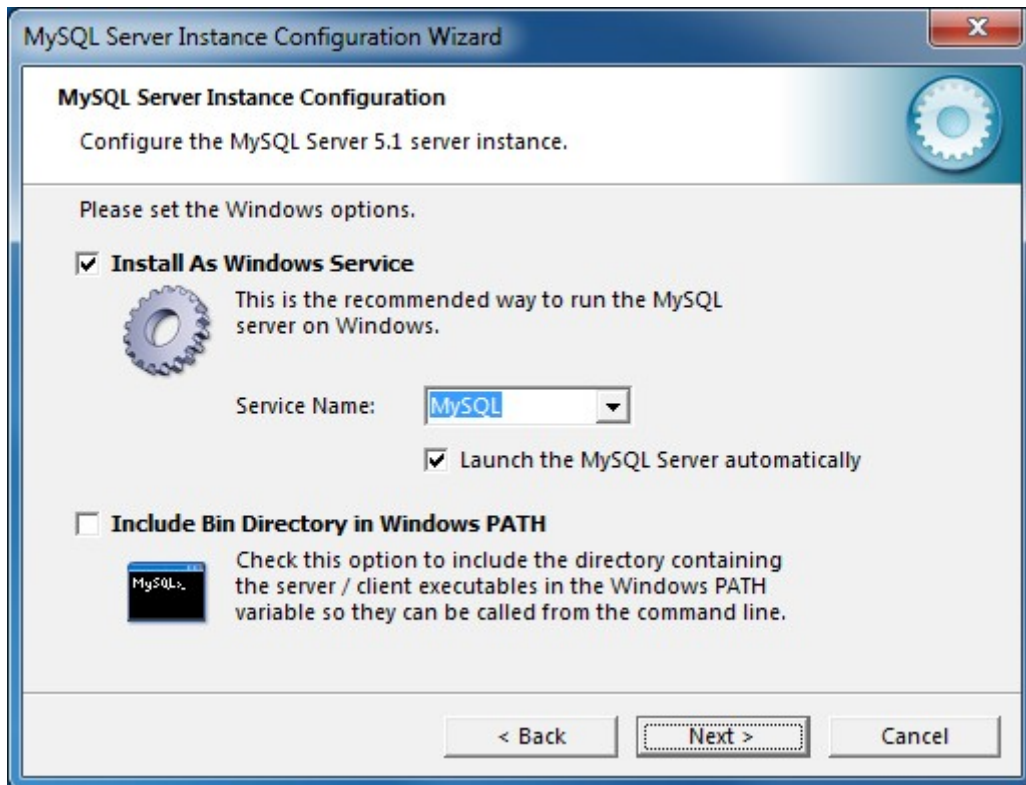 MySQL Server Instance Configuration Wizard
MySQL Server Instance Configuration
Configure the MySQL Server 5.1 server instance.
Please set the Windows options.
Install As Windows Service
This is the recommended way to run the MySQL
server on Windows.
Service Name: MySQL
Launch the MySQL Server automatically
Include Bin Directory in Windows PATH
MySQL>_
Check this option to include the directory containing
the server / client executables in the Windows PATH
variable so they can be called from the command line.
< Back Next > Cancel